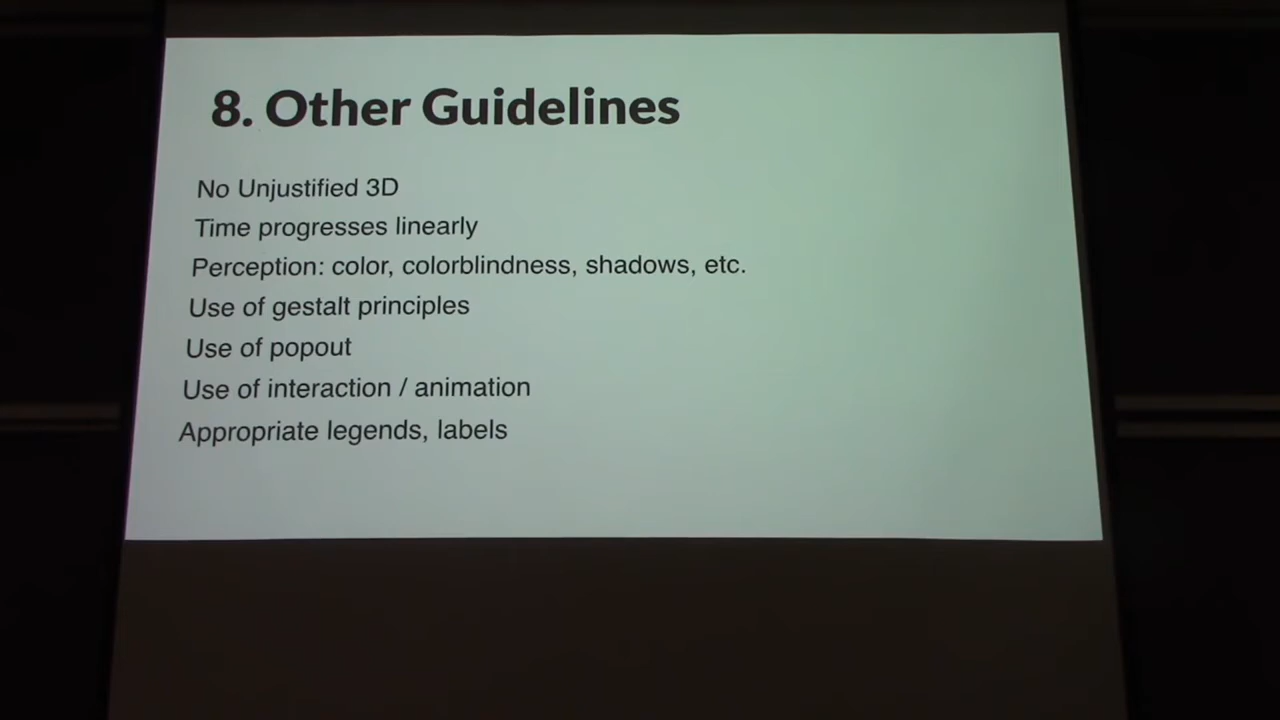 8. Other Guidelines
No Unjustified 3D
Time progresses linearly
Perception: color, colorblindness, shadows, etc.
Use of gestalt principles
Use of popout
Use of interaction / animation
Appropriate legends, labels